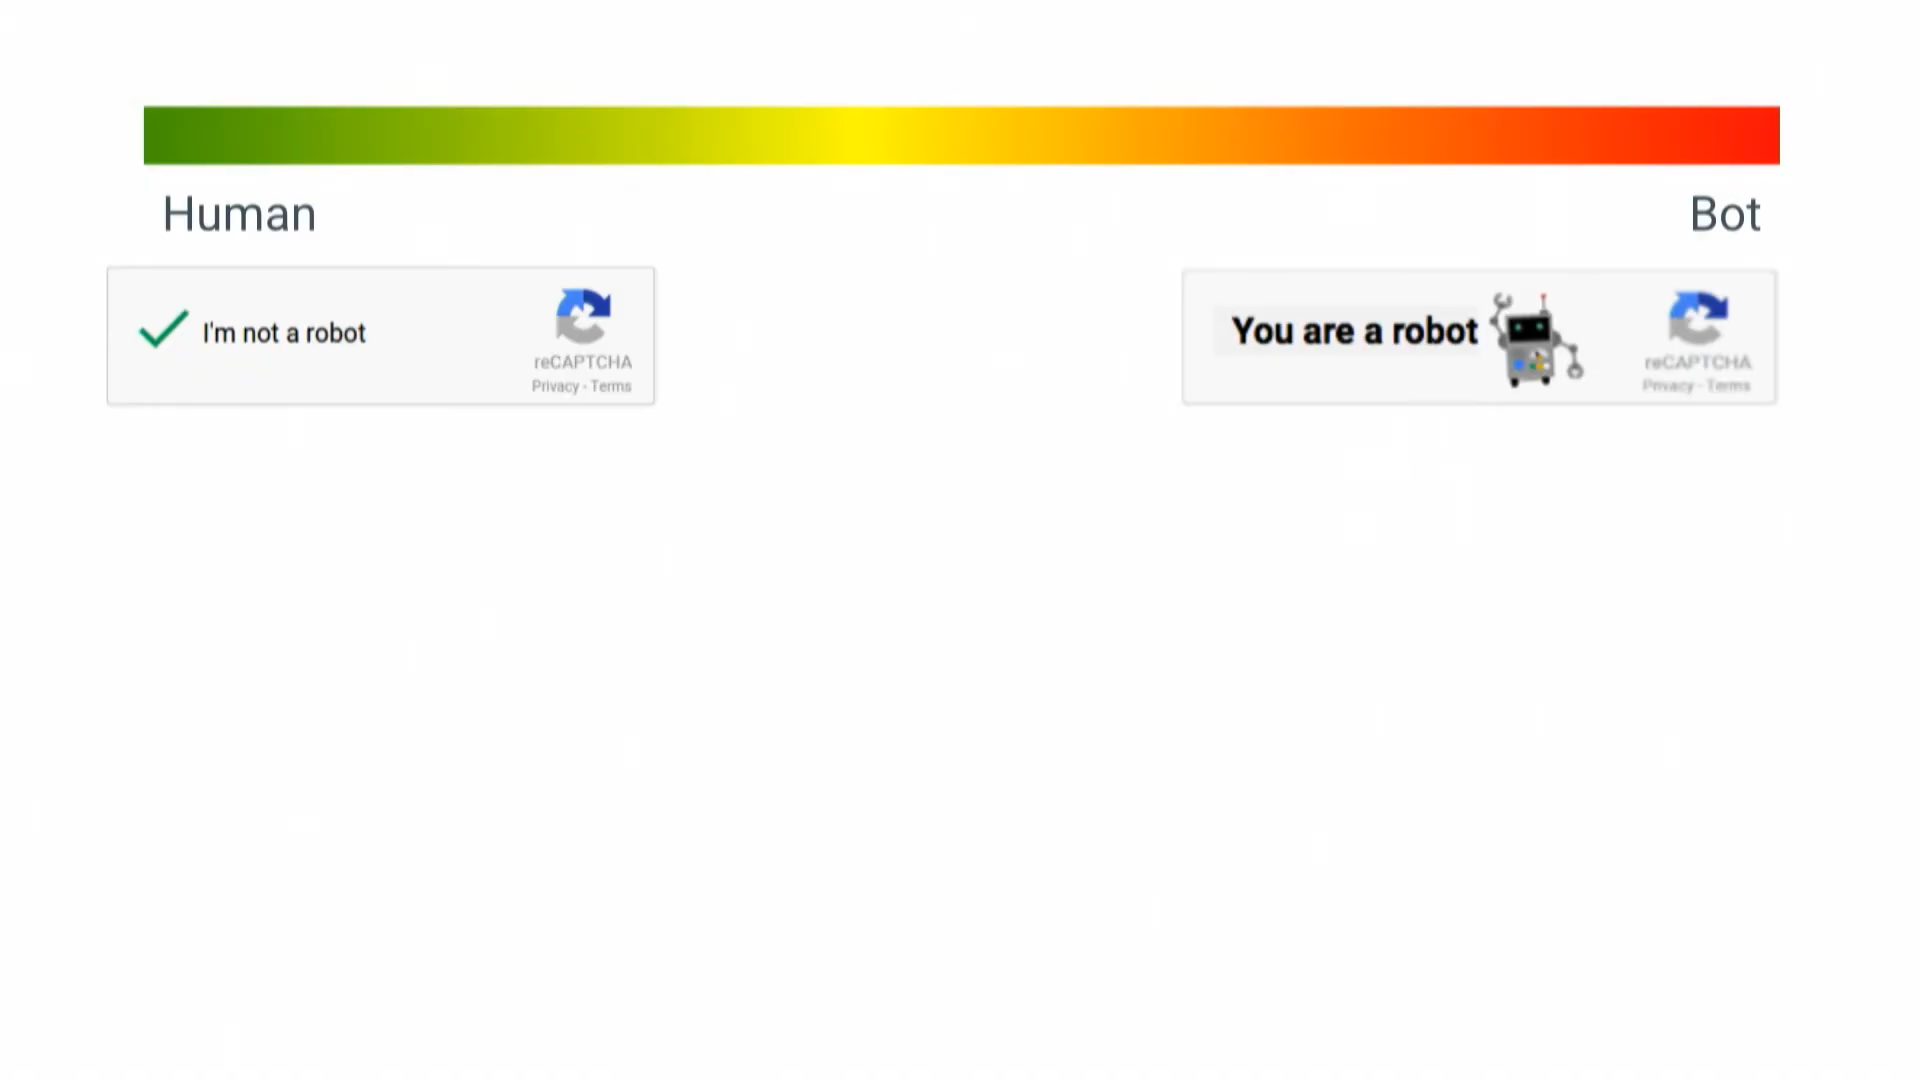 Human
Bot
I'm not a robot
reCAPTCHA
Privacy - Terms
You are a robot
reCAPTCHA
Privacy - Terms